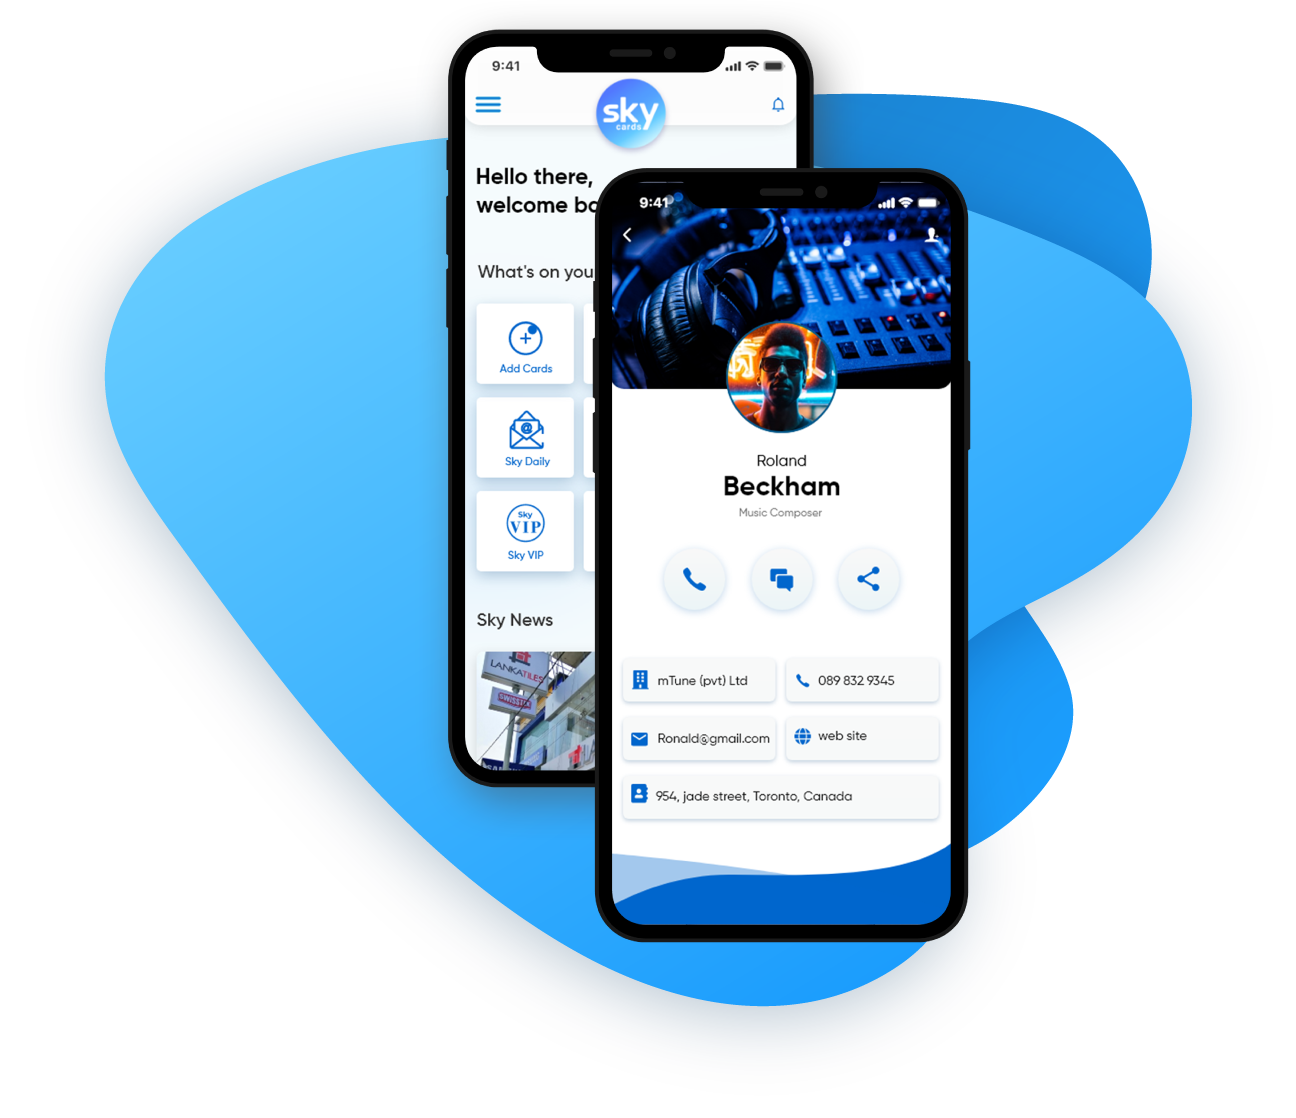 9:41
sky
cards
Hello there,
welcome
What's on you
Add Cards
@
Sky Daily
Sky
VIP
Sky VIP
Sky News
LANKATILES
SWISSTEK
9:41
Roland
Beckham
Music Composer
mTune (pvt) Ltd
089 832 9345
Ronald@gmail.com
web site
954, jade street, Toronto, Canada